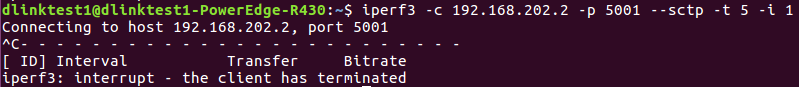 dlinktest1@dlinktest1-PowerEdge-R430:~$ iperf3 -c 192.168.202.2 -p 5001 --sctp -t 5 -i 1
Connecting to host 192.168.202.2, port 5001
^C- - - - - - - - - - - - - - - - - - - - - - - - -
[ ID] Interval           Transfer     Bitrate
iperf3: interrupt - the client has terminated